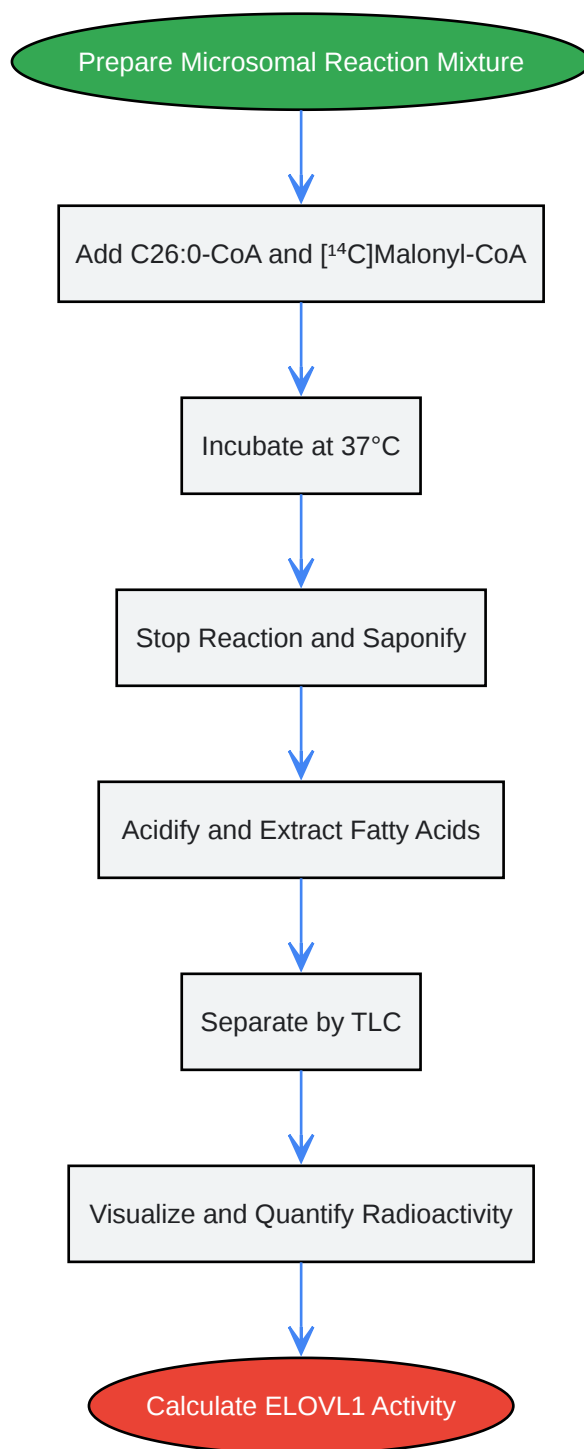 Prepare Microsomal Reaction Mixture
Add C26:0-CoA and [¹⁴C]Malonyl-CoA
Incubate at 37°C
Stop Reaction and Saponify
Acidify and Extract Fatty Acids
Separate by TLC
Visualize and Quantify Radioactivity
Calculate ELOVL1 Activity